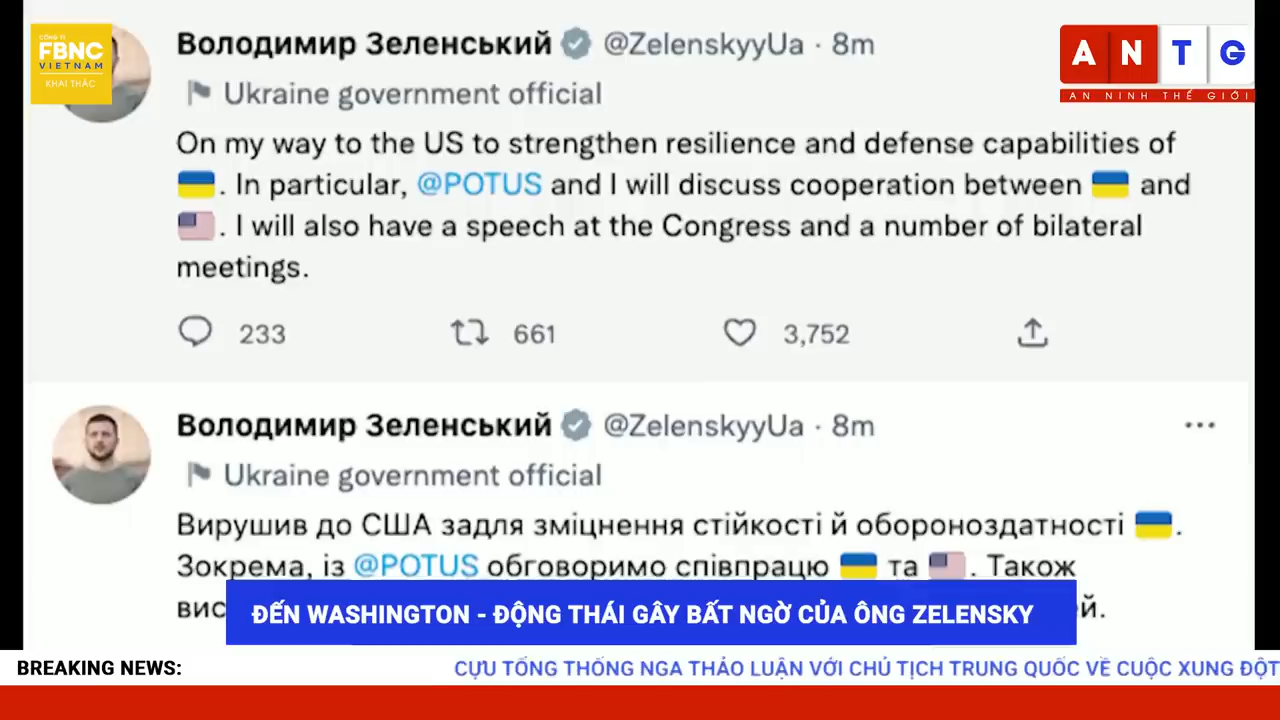 CÔNG TY
FBNC
VIETNAM
KHAI THÁC
A N T G
AN NINH THẾ GIỚI
Володимир Зеленський @ZelenskyyUa · 8m
Ukraine government official
On my way to the US to strengthen resilience and defense capabilities of
🇺🇦. In particular, @POTUS and I will discuss cooperation between 🇺🇦 and
🇺🇸. I will also have a speech at the Congress and a number of bilateral
meetings.
233 661 3,752
Володимир Зеленський @ZelenskyyUa · 8m
Ukraine government official
Вирушив до США задля зміцнення стійкості й обороноздатності 🇺🇦.
Зокрема, із @POTUS обговоримо співпрацю 🇺🇦 та 🇺🇸. Також
ĐẾN WASHINGTON - ĐỘNG THÁI GÂY BẤT NGỜ CỦA ÔNG ZELENSKY
BREAKING NEWS: CỰU TỔNG THỐNG NGA THẢO LUẬN VỚI CHỦ TỊCH TRUNG QUỐC VỀ CUỘC XUNG ĐỘT